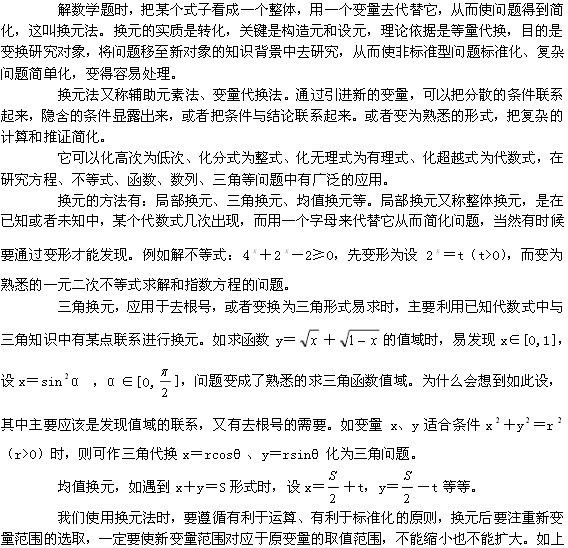 解数学题时，把某个式子看成一个整体，用一个变量去代替它，从而使问题得到简
化，这叫换元法。换元的实质是转化，关键是构造元和设元，理论依据是等量代换，目的是
变换研究对象，将问题移至新对象的知识背景中去研究，从而使非标准型问题标准化、复杂
问题简单化，变得容易处理。
换元法又称辅助元素法、变量代换法。通过引进新的变量，可以把分散的条件联系
起来，隐含的条件显露出来，或者把条件与结论联系起来。或者变为熟悉的形式，把复杂的
计算和推证简化。
它可以化高次为低次、化分式为整式、化无理式为有理式、化超越式为代数式，在
研究方程、不等式、函数、数列、三角等问题中有广泛的应用。
换元的方法有：局部换元、三角换元、均值换元等。局部换元又称整体换元，是在
已知或者未知中，某个代数式几次出现，而用一个字母来代替它从而简化问题，当然有时候
要通过变形才能发现。例如解不等式：4ˣ＋2ˣ－2≥0，先变形为设 2ˣ＝t（t>0），而变为
熟悉的一元二次不等式求解和指数方程的问题。
三角换元，应用于去根号，或者变换为三角形式易求时，主要利用已知代数式中与
三角知识中有某点联系进行换元。如求函数 y＝√x＋√(1－x) 的值域时，易发现 x∈[0,1]，
设 x＝sin²α ，α∈[0, π/2]，问题变成了熟悉的求三角函数值域。为什么会想到如此设，
其中主要应该是发现值域的联系，又有去根号的需要。如变量 x、y 适合条件 x²＋y²＝r²
（r>0）时，则可作三角代换 x＝rcosθ、y＝rsinθ 化为三角问题。
均值换元，如遇到 x＋y＝S 形式时，设 x＝S/2＋t，y＝S/2－t 等等。
我们使用换元法时，要遵循有利于运算、有利于标准化的原则，换元后要注重新变
量范围的选取，一定要使新变量范围对应于原变量的取值范围，不能缩小也不能扩大。如上